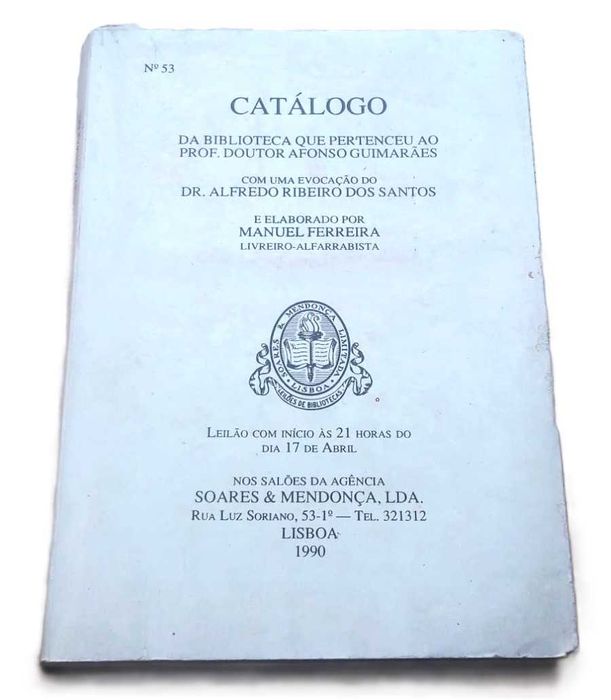 Nº 53
CATÁLOGO
DA BIBLIOTECA QUE PERTENCEU AO
PROF. DOUTOR AFONSO GUIMARÃES
COM UMA EVOCAÇÃO DO
DR. ALFREDO RIBEIRO DOS SANTOS
E ELABORADO POR
MANUEL FERREIRA
LIVREIRO-ALFARRABISTA
SOARES & MENDONÇA LIMITADA
LISBOA
LEILÕES DE BIBLIOTECAS
LEILÃO COM INÍCIO ÀS 21 HORAS DO
DIA 17 DE ABRIL
NOS SALÕES DA AGÊNCIA
SOARES & MENDONÇA, LDA.
RUA LUZ SORIANO, 53-1º — TEL. 321312
LISBOA
1990